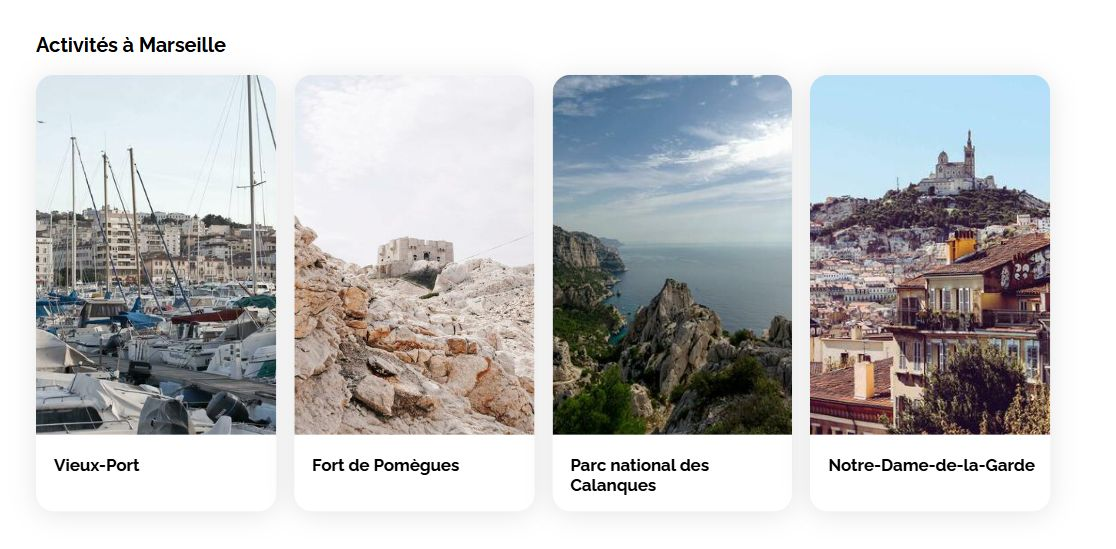 Activités à Marseille
Vieux-Port
Fort de Pomègues
Parc national des
Calanques
Notre-Dame-de-la-Garde